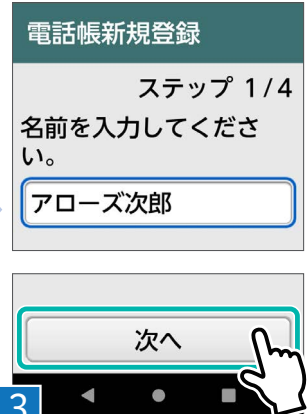 電話帳新規登録
ステップ 1/4
名前を入力してくださ
い。
アローズ次郎
次へ
3